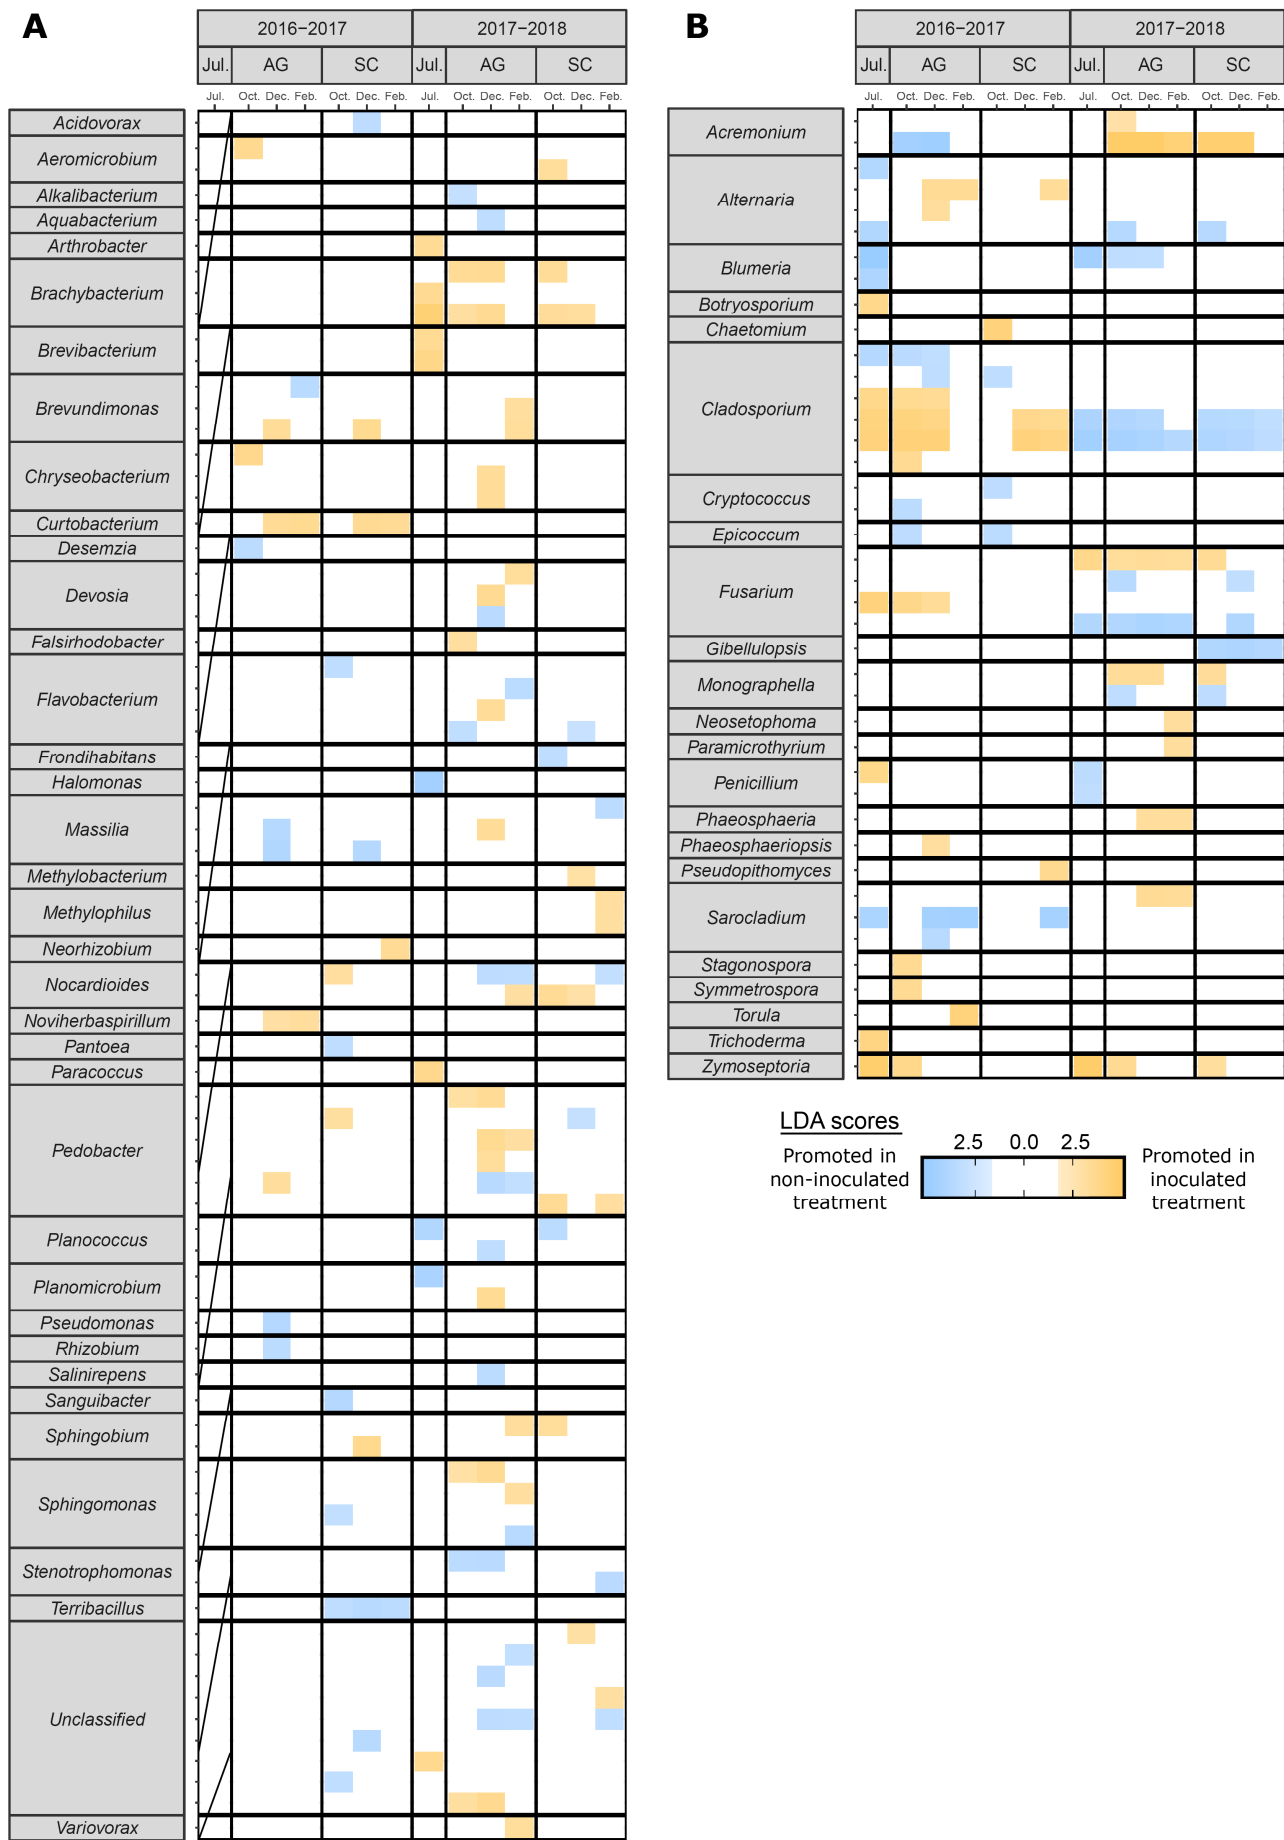 A
2016−2017
2017−2018
Jul.
AG
SC
Jul.
AG
SC
Jul.
Oct. Dec. Feb.
Oct. Dec. Feb.
Jul.
Oct. Dec. Feb.
Oct. Dec. Feb.
Acidovorax
Aeromicrobium
Alkalibacterium
Aquabacterium
Arthrobacter
Brachybacterium
Brevibacterium
Brevundimonas
Chryseobacterium
Curtobacterium
Desemzia
Devosia
Falsirhodobacter
Flavobacterium
Frondihabitans
Halomonas
Massilia
Methylobacterium
Methylophilus
Neorhizobium
Nocardioides
Noviherbaspirillum
Pantoea
Paracoccus
Pedobacter
Planococcus
Planomicrobium
Pseudomonas
Rhizobium
Salinirepens
Sanguibacter
Sphingobium
Sphingomonas
Stenotrophomonas
Terribacillus
Unclassified
Variovorax
B
2016−2017
2017−2018
Jul.
AG
SC
Jul.
AG
SC
Jul.
Oct. Dec. Feb.
Oct. Dec. Feb.
Jul.
Oct. Dec. Feb.
Oct. Dec. Feb.
Acremonium
Alternaria
Blumeria
Botryosporium
Chaetomium
Cladosporium
Cryptococcus
Epicoccum
Fusarium
Gibellulopsis
Monographella
Neosetophoma
Paramicrothyrium
Penicillium
Phaeosphaeria
Phaeosphaeriopsis
Pseudopithomyces
Sarocladium
Stagonospora
Symmetrospora
Torula
Trichoderma
Zymoseptoria
LDA scores
2.5 0.0 2.5
Promoted in
non-inoculated
treatment
Promoted in
inoculated
treatment